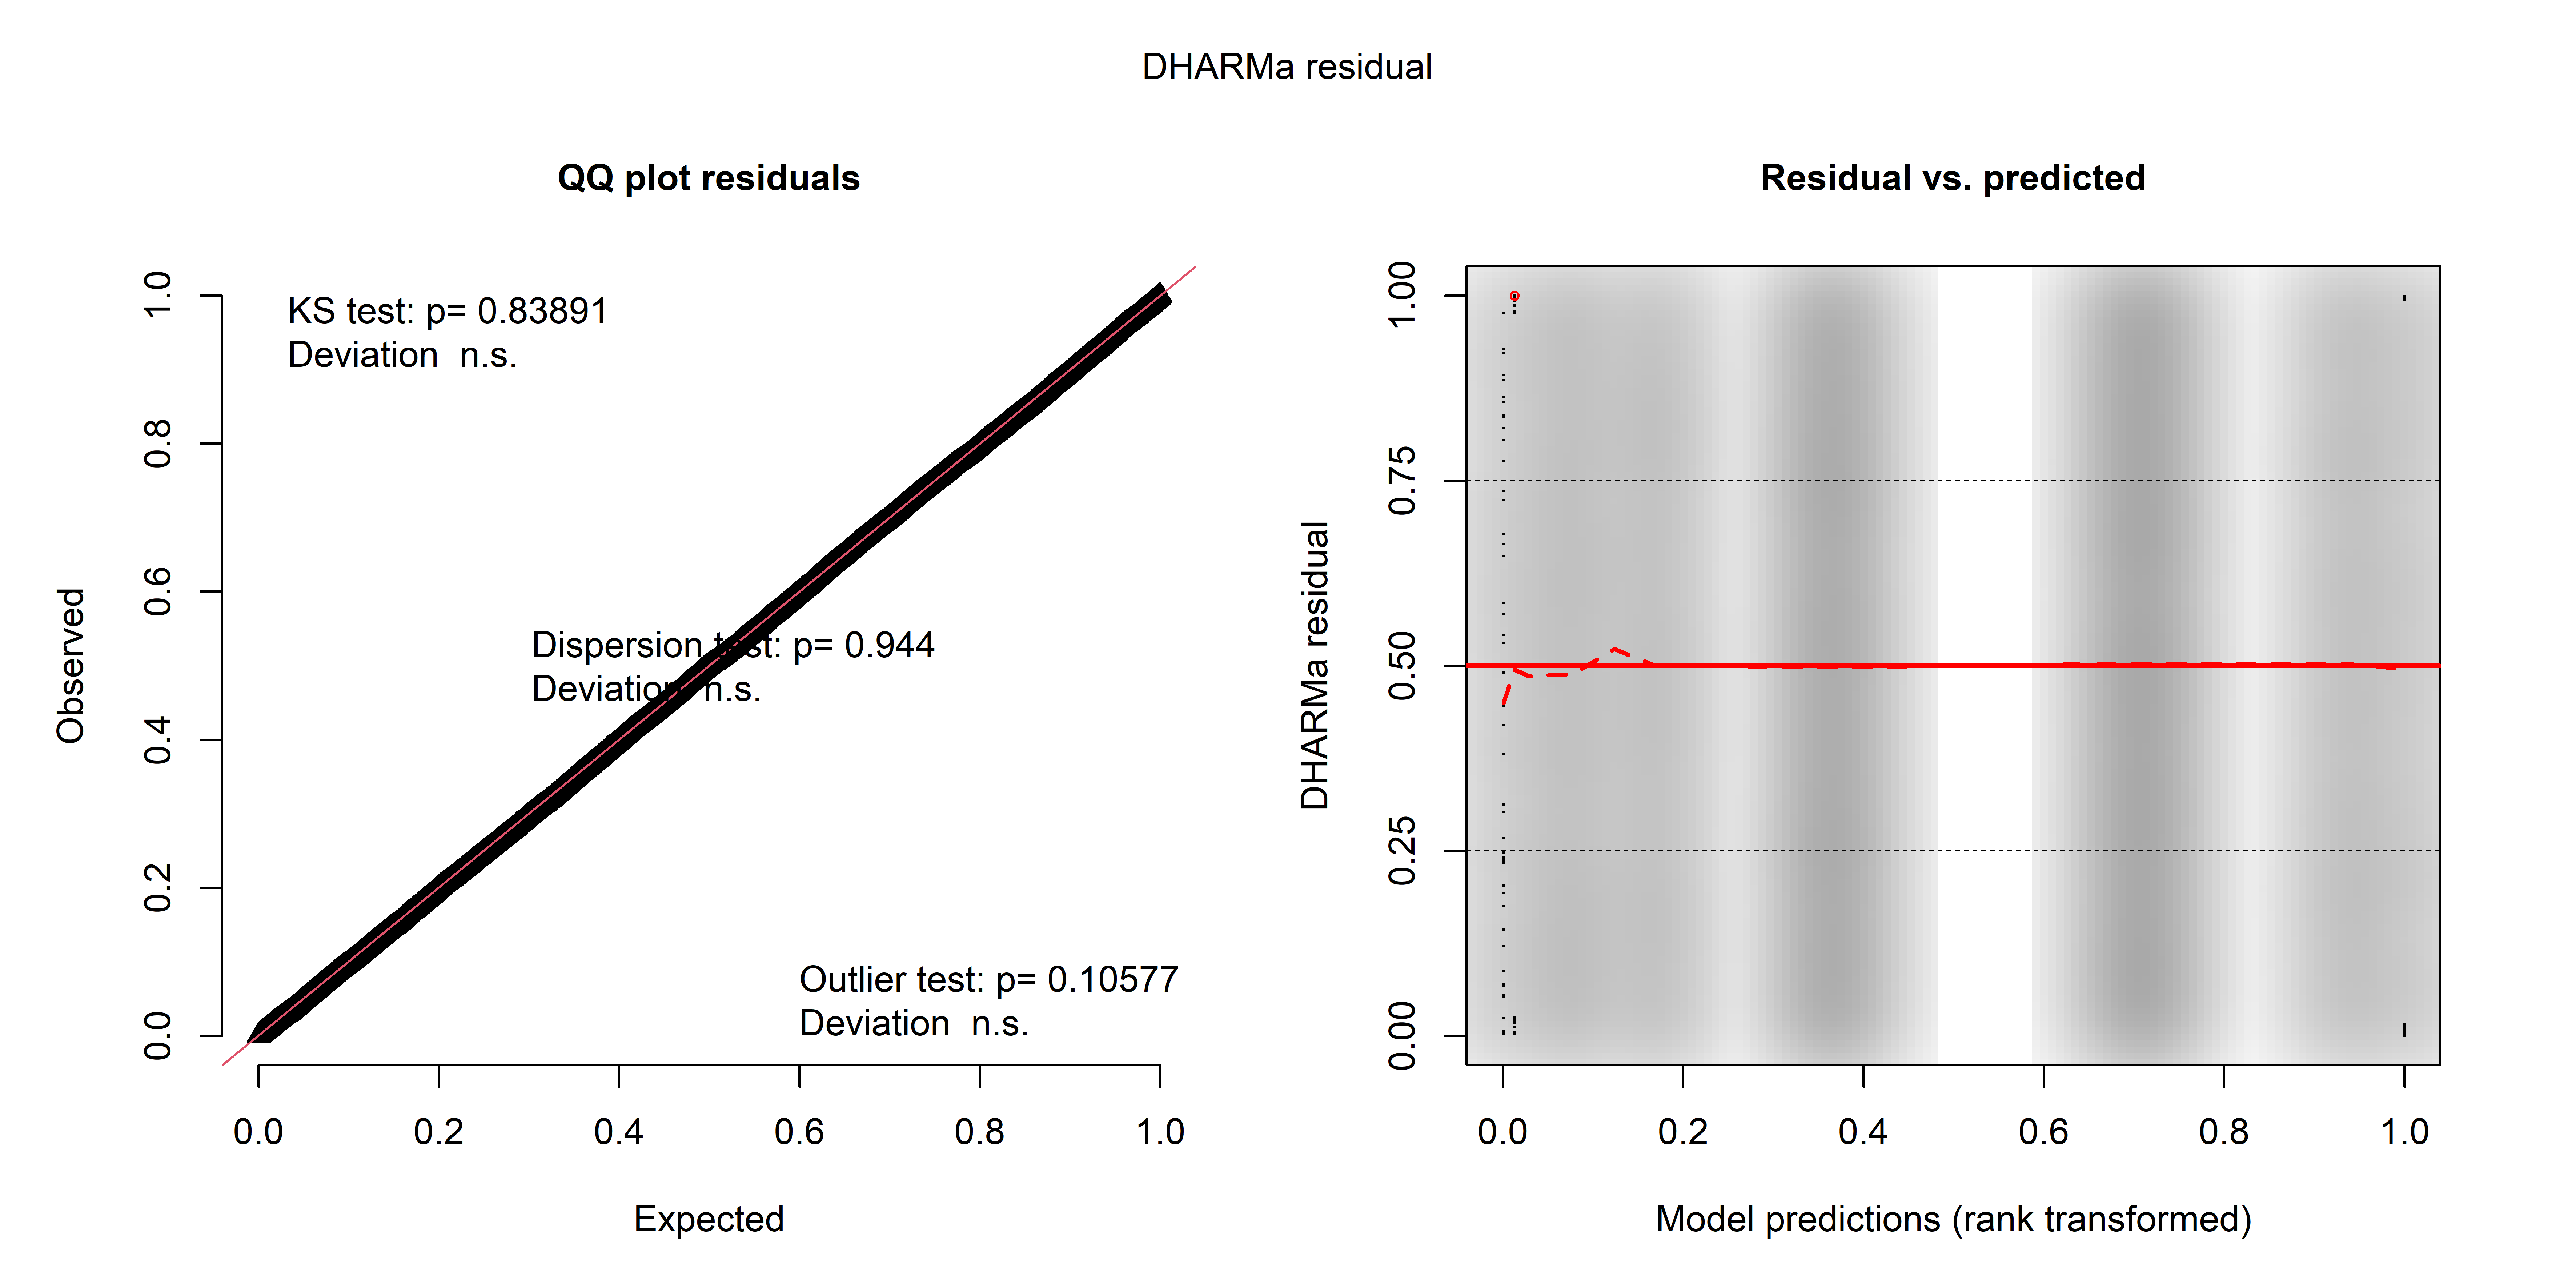 DHARMa residual
QQ plot residuals
KS test: p= 0.83891
Deviation  n.s.
Dispersion test: p= 0.944
Deviation  n.s.
Outlier test: p= 0.10577
Deviation  n.s.
Observed
0.0
0.2
0.4
0.6
0.8
1.0
0.0 0.2 0.4 0.6 0.8 1.0
Expected
Residual vs. predicted
DHARMa residual
0.00
0.25
0.50
0.75
1.00
0.0 0.2 0.4 0.6 0.8 1.0
Model predictions (rank transformed)